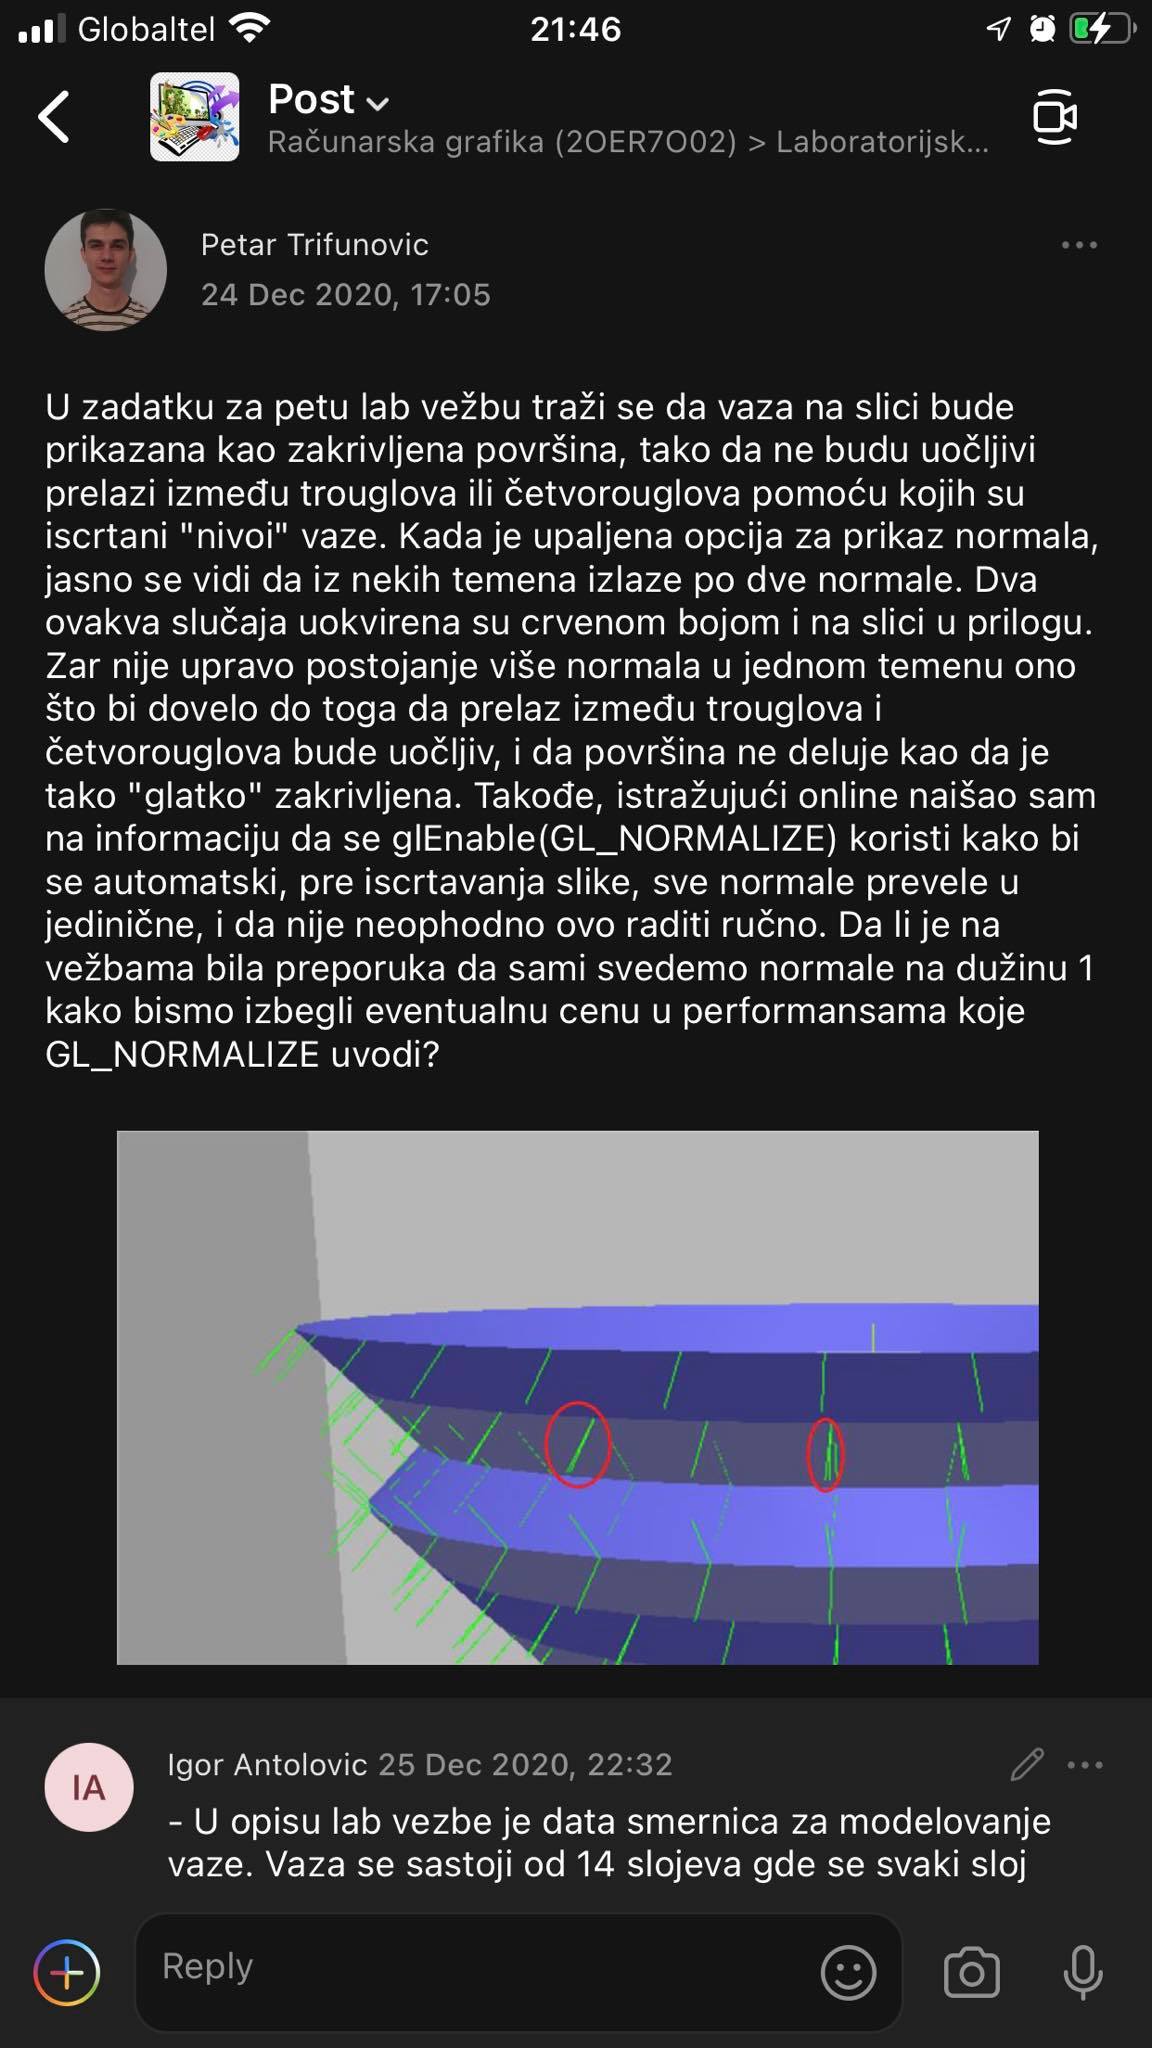 Globaltel
21:46
Post
Računarska grafika (2OER7O02) > Laboratorijsk...
Petar Trifunovic
24 Dec 2020, 17:05
U zadatku za petu lab vežbu traži se da vaza na slici bude
prikazana kao zakrivljena površina, tako da ne budu uočljivi
prelazi između trouglova ili četvorouglova pomoću kojih su
iscrtani "nivoi" vaze. Kada je upaljena opcija za prikaz normala,
jasno se vidi da iz nekih temena izlaze po dve normale. Dva
ovakva slučaja uokvirena su crvenom bojom i na slici u prilogu.
Zar nije upravo postojanje više normala u jednom temenu ono
što bi dovelo do toga da prelaz između trouglova i
četvorouglova bude uočljiv, i da površina ne deluje kao da je
tako "glatko" zakrivljena. Takođe, istražujući online naišao sam
na informaciju da se glEnable(GL_NORMALIZE) koristi kako bi
se automatski, pre iscrtavanja slike, sve normale prevele u
jedinične, i da nije neophodno ovo raditi ručno. Da li je na
vežbama bila preporuka da sami svedemo normale na dužinu 1
kako bismo izbegli eventualnu cenu u performansama koje
GL_NORMALIZE uvodi?
IA
Igor Antolovic 25 Dec 2020, 22:32
- U opisu lab vezbe je data smernica za modelovanje
vaze. Vaza se sastoji od 14 slojeva gde se svaki sloj
Reply